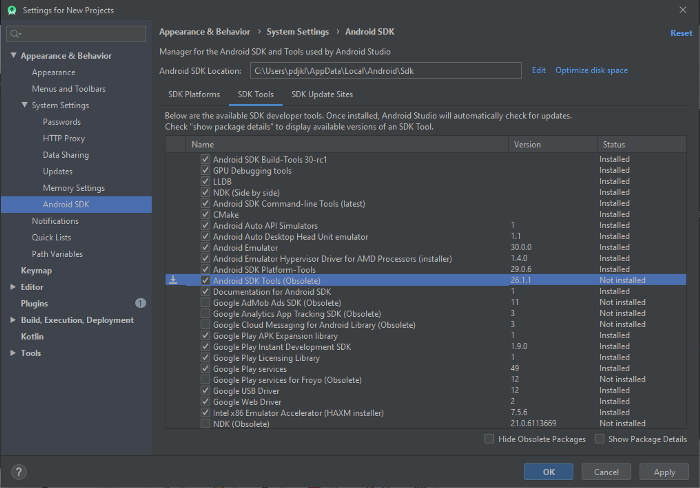 Settings for New Projects
Appearance & Behavior
Appearance
Menus and Toolbars
System Settings
Passwords
HTTP Proxy
Data Sharing
Updates
Memory Settings
Android SDK
Notifications
Quick Lists
Path Variables
Keymap
Editor
Plugins 1
Build, Execution, Deployment
Kotlin
Tools
Appearance & Behavior > System Settings > Android SDK Reset
Manager for the Android SDK and Tools used by Android Studio
Android SDK Location: C:\Users\pdjkl\AppData\Local\Android\Sdk Edit Optimize disk space
SDK Platforms SDK Tools SDK Update Sites
Below are the available SDK developer tools. Once installed, Android Studio will automatically check for updates.
Check "show package details" to display available versions of an SDK Tool.
Name Version Status
Android SDK Build-Tools 30-rc1 Installed
GPU Debugging tools Installed
LLDB Installed
NDK (Side by side) Installed
Android SDK Command-line Tools (latest) Installed
CMake Installed
Android Auto API Simulators 1 Installed
Android Auto Desktop Head Unit emulator 1.1 Installed
Android Emulator 30.0.0 Installed
Android Emulator Hypervisor Driver for AMD Processors (installer) 1.4.0 Installed
Android SDK Platform-Tools 29.0.6 Installed
Android SDK Tools (Obsolete) 26.1.1 Not installed
Documentation for Android SDK 1 Installed
Google AdMob Ads SDK (Obsolete) 11 Not installed
Google Analytics App Tracking SDK (Obsolete) 3 Not installed
Google Cloud Messaging for Android Library (Obsolete) 3 Not installed
Google Play APK Expansion library 1 Installed
Google Play Instant Development SDK 1.9.0 Installed
Google Play Licensing Library 1 Installed
Google Play services 49 Installed
Google Play services for Froyo (Obsolete) 12 Not installed
Google USB Driver 12 Installed
Google Web Driver 2 Installed
Intel x86 Emulator Accelerator (HAXM installer) 7.5.6 Installed
NDK (Obsolete) 21.0.6113669 Not installed
Hide Obsolete Packages Show Package Details
? OK Cancel Apply